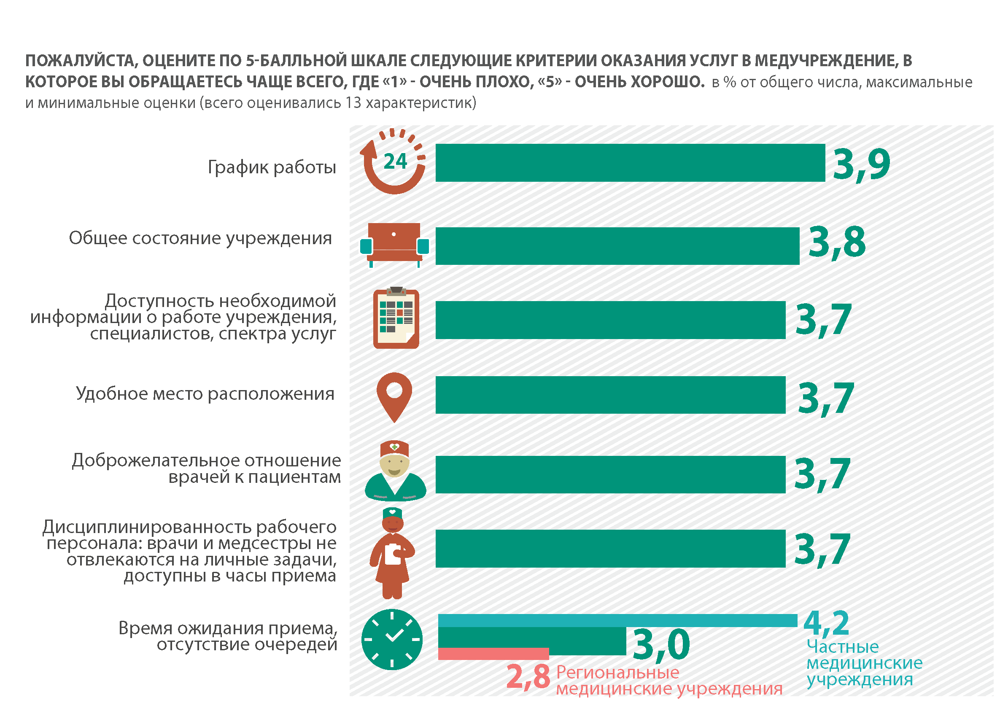 ПОЖАЛУЙСТА, ОЦЕНИТЕ ПО 5-БАЛЛЬНОЙ ШКАЛЕ СЛЕДУЮЩИЕ КРИТЕРИИ ОКАЗАНИЯ УСЛУГ В МЕДУЧРЕЖДЕНИЕ, В
КОТОРОЕ ВЫ ОБРАЩАЕТЕСЬ ЧАЩЕ ВСЕГО, ГДЕ «1» - ОЧЕНЬ ПЛОХО, «5» - ОЧЕНЬ ХОРОШО. в % от общего числа, максимальные
и минимальные оценки (всего оценивались 13 характеристик)
График работы
24
3,9
Общее состояние учреждения
3,8
Доступность необходимой
информации о работе учреждения,
специалистов, спектра услуг
3,7
Удобное место расположения
3,7
Доброжелательное отношение
врачей к пациентам
3,7
Дисциплинированность рабочего
персонала: врачи и медсестры не
отвлекаются на личные задачи,
доступны в часы приема
3,7
Время ожидания приема,
отсутствие очередей
4,2
Частные
медицинские
учреждения
3,0
2,8
Региональные
медицинские учреждения